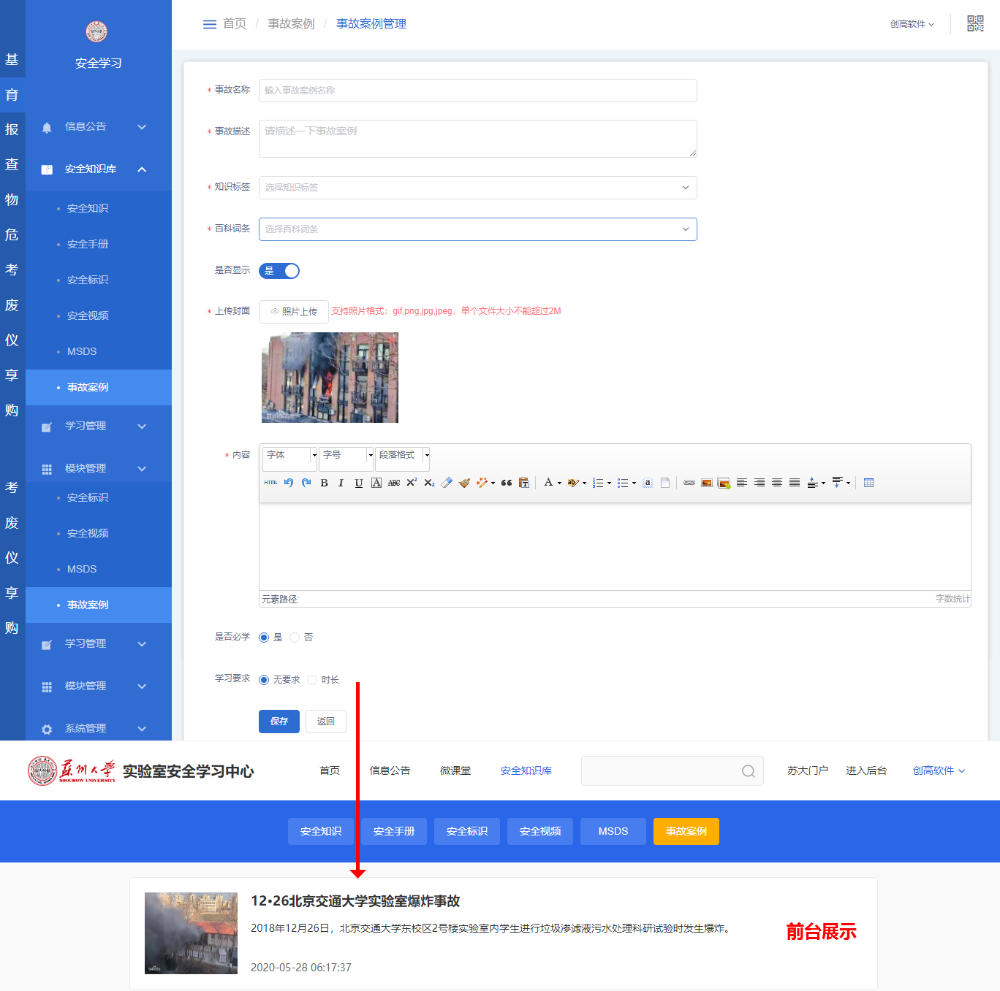 基
育
报
查
物
危
考
废
仪
享
购
考
废
仪
享
购
安全学习
信息公告
安全知识库
安全知识
安全手册
安全标识
安全视频
MSDS
事故案例
学习管理
模块管理
安全标识
安全视频
MSDS
事故案例
学习管理
模块管理
系统管理
首页 / 事故案例 / 事故案例管理
创高软件
* 事故名称 输入事故案例名称
* 事故描述 请描述一下事故案例
* 知识标签 选择知识标签
* 百科词条 选择百科词条
是否显示 是
* 上传封面 照片上传 支持照片格式：gif,png,jpg,jpeg，单个文件大小不能超过2M
* 内容 字体 字号 段落格式
HTML B I U A ABC X² X₂
元素路径: 字数统计
是否必学 是 否
学习要求 无要求 时长
保存 返回
蘇州大学
SOOCHOW UNIVERSITY
实验室安全学习中心 首页 信息公告 微课堂 安全知识库 苏大门户 进入后台 创高软件
安全知识 安全手册 安全标识 安全视频 MSDS 事故案例
12•26北京交通大学实验室爆炸事故
2018年12月26日，北京交通大学东校区2号楼实验室内学生进行垃圾渗滤液污水处理科研试验时发生爆炸。
前台展示
2020-05-28 06:17:37